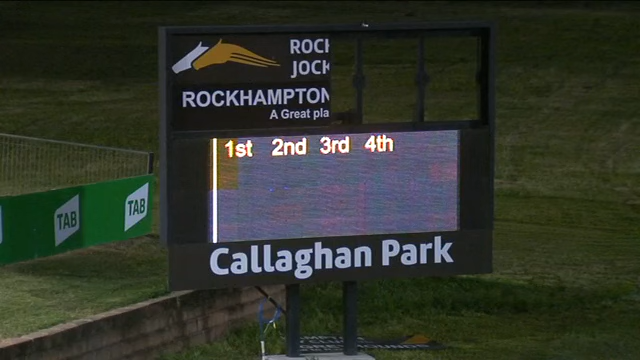 ROCK
JOCK
ROCKHAMPTON
A Great pla
1st 2nd 3rd 4th
TAB
TAB
Callaghan Park